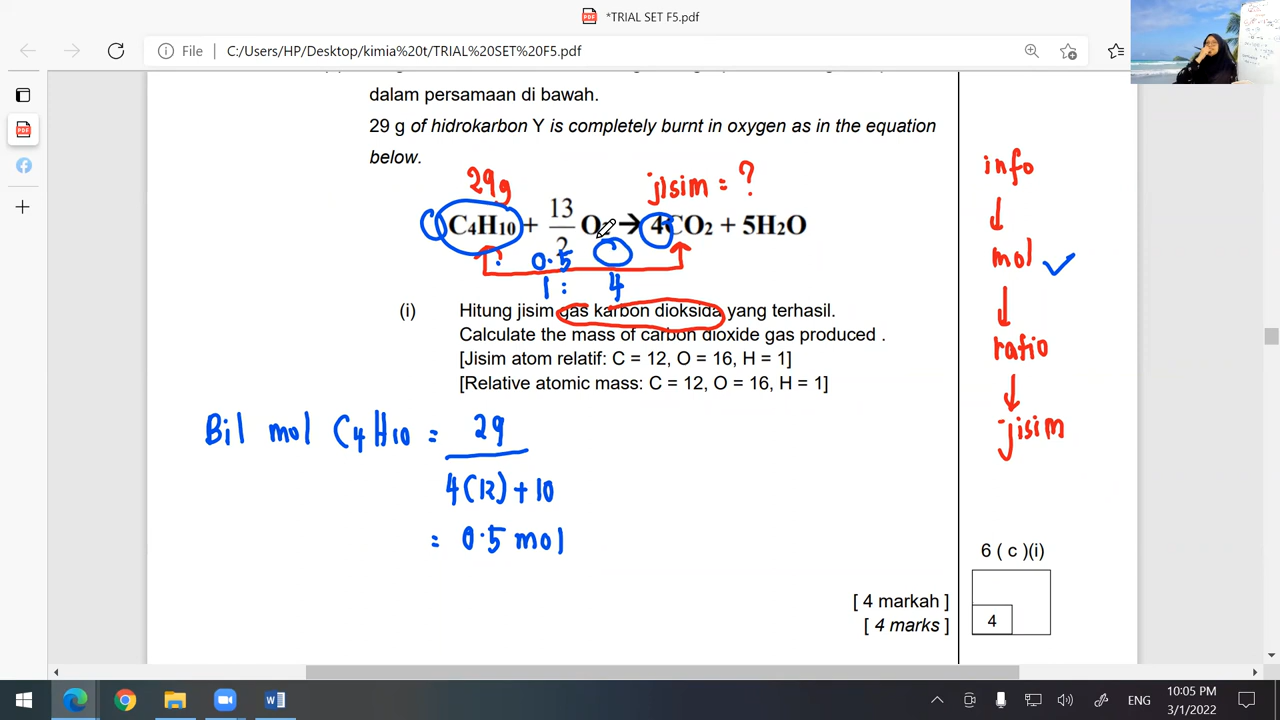 *TRIAL SET F5.pdf
File
C:/Users/HP/Desktop/kimia%20t/TRIAL%20SET%20F5.pdf
dalam persamaan di bawah.
29 g of hidrokarbon Y is completely burnt in oxygen as in the equation
below.
29g
jisim = ?
C4H10 + 13/2 O2 → 4CO2 + 5H2O
0.5
1 : 4
(i) Hitung jisim gas karbon dioksida yang terhasil.
Calculate the mass of carbon dioxide gas produced .
[Jisim atom relatif: C = 12, O = 16, H = 1]
[Relative atomic mass: C = 12, O = 16, H = 1]
Bil mol C4H10 = 29
4(12) + 10
= 0.5 mol
info
↓
mol ✓
↓
ratio
↓
jisim
6 ( c )(i)
4
[ 4 markah ]
[ 4 marks ]
ENG
10:05 PM
3/1/2022